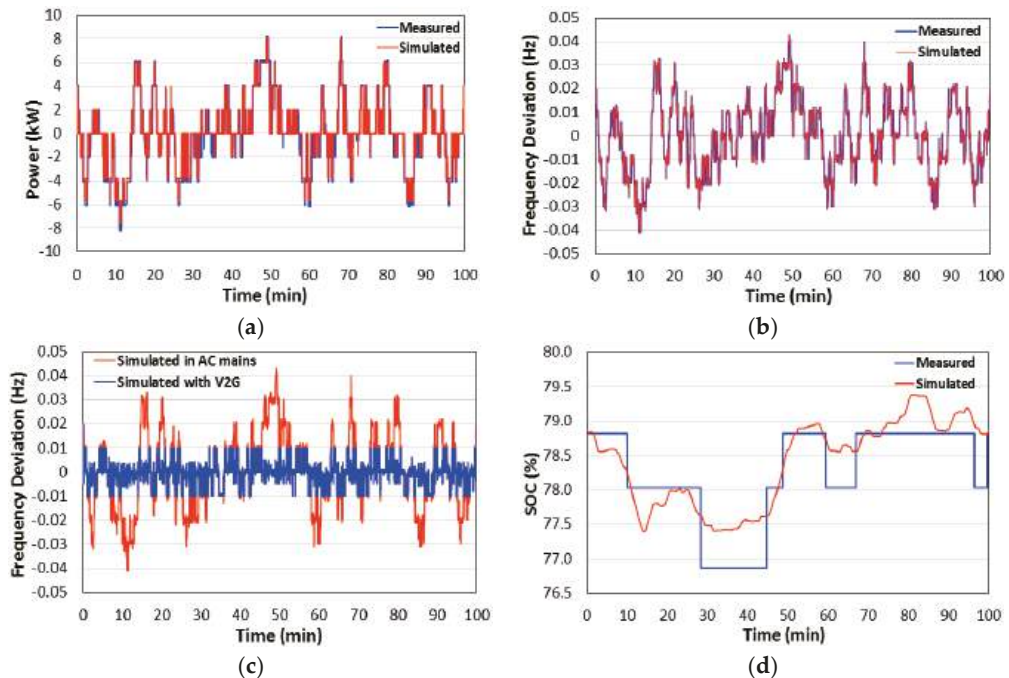 Power (kW)
10
8
6
4
2
0
-2
-4
-6
-8
10
Measured
Simulated
0 10 20 30 40 50 60 70 80 90 100
Time (min)
(a)
Frequency Deviation (Hz)
0.05
0.04
0.03
0.02
0.01
0
-0.01
-0.02
-0.03
-0.04
0.05
Measured
Simulated
0 10 20 30 40 50 60 70 80 90 100
Time (min)
(b)
Frequency Deviation (Hz)
0.05
0.04
0.03
0.02
0.01
0
-0.01
-0.02
-0.03
-0.04
0.05
Simulated in AC mains
Simulated with V2G
0 10 20 30 40 50 60 70 80 90 100
Time (min)
(c)
SOC (%)
80.0
79.5
79.0
78.5
78.0
77.5
77.0
76.5
Measured
Simulated
0 10 20 30 40 50 60 70 80 90 100
Time (min)
(d)